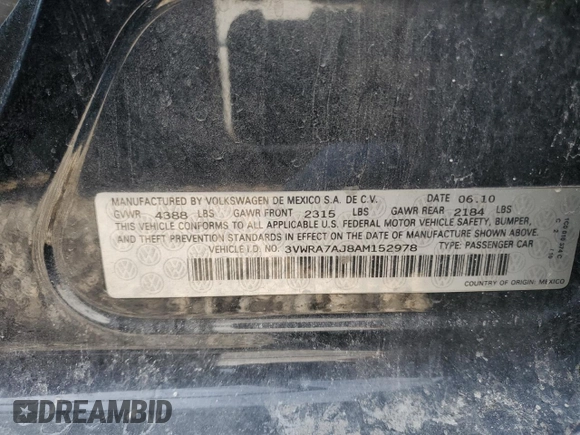 MANUFACTURED BY VOLKSWAGEN DE MEXICO S.A. DE C.V. DATE 06.10
GVWR 4388 LBS GAWR FRONT 2315 LBS GAWR REAR 2184 LBS
THIS VEHICLE CONFORMS TO ALL APPLICABLE U.S. FEDERAL MOTOR VEHICLE SAFETY, BUMPER,
AND THEFT PREVENTION STANDARDS IN EFFECT ON THE DATE OF MANUFACTURE SHOWN ABOVE.
VEHICLE I.D. NO. 3VWRA7AJ8AM152978 TYPE: PASSENGER CAR
COUNTRY OF ORIGIN: MEXICO
DREAMBID